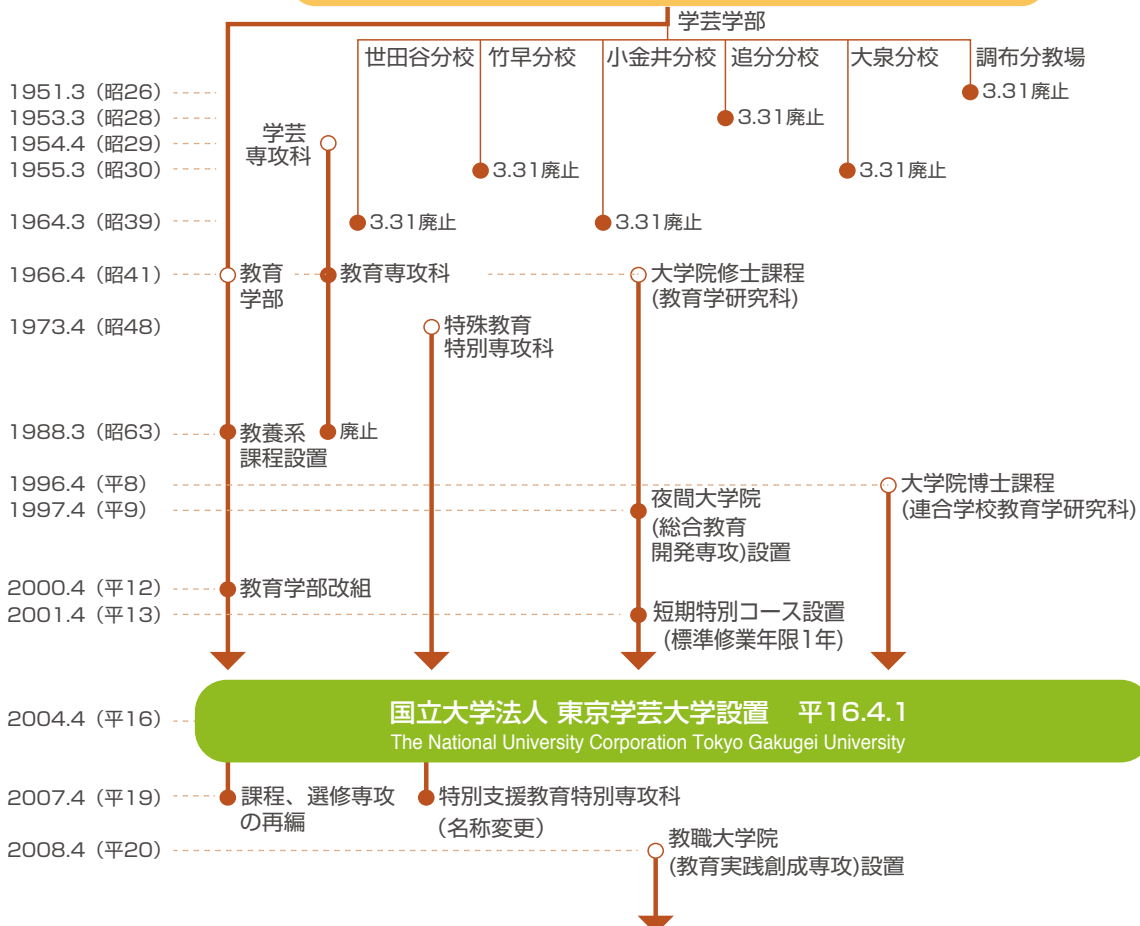 学芸学部
世田谷分校
竹早分校
小金井分校
追分分校
大泉分校
調布分教場
1951.3（昭26）
3.31廃止
1953.3（昭28）
3.31廃止
1954.4（昭29）
学芸
専攻科
1955.3（昭30）
3.31廃止
3.31廃止
1964.3（昭39）
3.31廃止
3.31廃止
1966.4（昭41）
教育
学部
教育専攻科
大学院修士課程
(教育学研究科)
1973.4（昭48）
特殊教育
特別専攻科
1988.3（昭63）
教養系
課程設置
廃止
1996.4（平8）
大学院博士課程
(連合学校教育学研究科)
1997.4（平9）
夜間大学院
(総合教育
開発専攻)設置
2000.4（平12）
教育学部改組
2001.4（平13）
短期特別コース設置
(標準修業年限1年)
2004.4（平16）
国立大学法人 東京学芸大学設置　平16.4.1
The National University Corporation Tokyo Gakugei University
2007.4（平19）
課程、選修専攻
の再編
特別支援教育特別専攻科
（名称変更）
2008.4（平20）
教職大学院
(教育実践創成専攻)設置